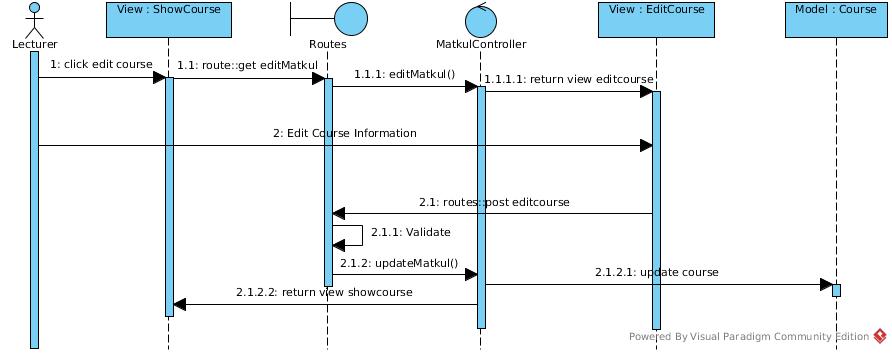 View : ShowCourse
View : EditCourse
Model : Course
Lecturer
Routes
MatkulController
1: click edit course
1.1: route::get editMatkul
1.1.1: editMatkul()
1.1.1.1: return view editcourse
2: Edit Course Information
2.1: routes::post editcourse
2.1.1: Validate
2.1.2: updateMatkul()
2.1.2.1: update course
2.1.2.2: return view showcourse
Powered By Visual Paradigm Community Edition